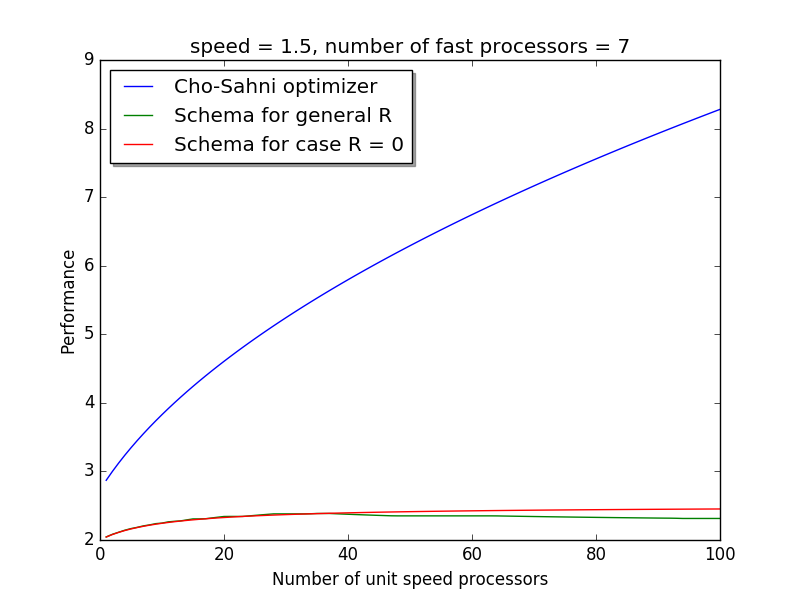 speed = 1.5, number of fast processors = 7
Cho-Sahni optimizer
Schema for general R
Schema for case R = 0
Performance
9
8
7
6
5
4
3
2
0 20 40 60 80 100
Number of unit speed processors